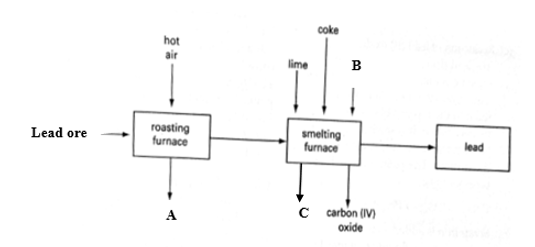 hot
air
coke
lime
B
Lead ore
roasting
furnace
smelting
furnace
lead
A
C
carbon (IV)
oxide